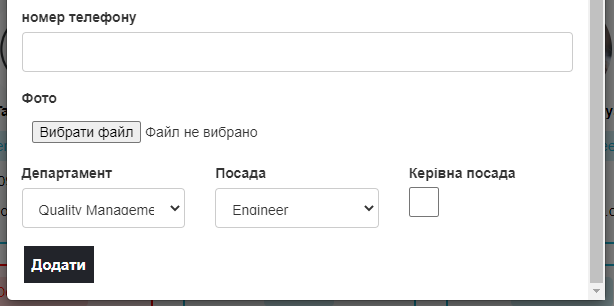 номер телефону
Фото
Вибрати файл Файл не вибрано
Департамент Посада Керівна посада
Quality Manageme Engineer
Додати